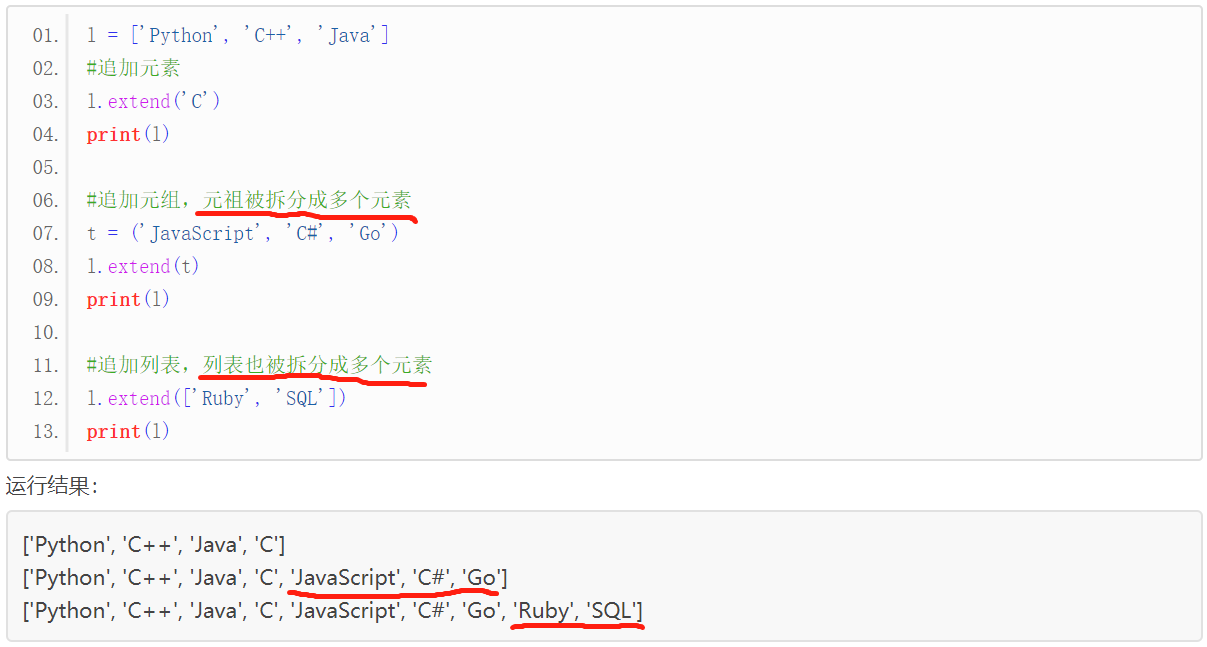 01. l = ['Python', 'C++', 'Java']
02. #追加元素
03. l.extend('C')
04. print(l)
05.
06. #追加元组，元祖被拆分成多个元素
07. t = ('JavaScript', 'C#', 'Go')
08. l.extend(t)
09. print(l)
10.
11. #追加列表，列表也被拆分成多个元素
12. l.extend(['Ruby', 'SQL'])
13. print(l)
运行结果：
['Python', 'C++', 'Java', 'C']
['Python', 'C++', 'Java', 'C', 'JavaScript', 'C#', 'Go']
['Python', 'C++', 'Java', 'C', 'JavaScript', 'C#', 'Go', 'Ruby', 'SQL']